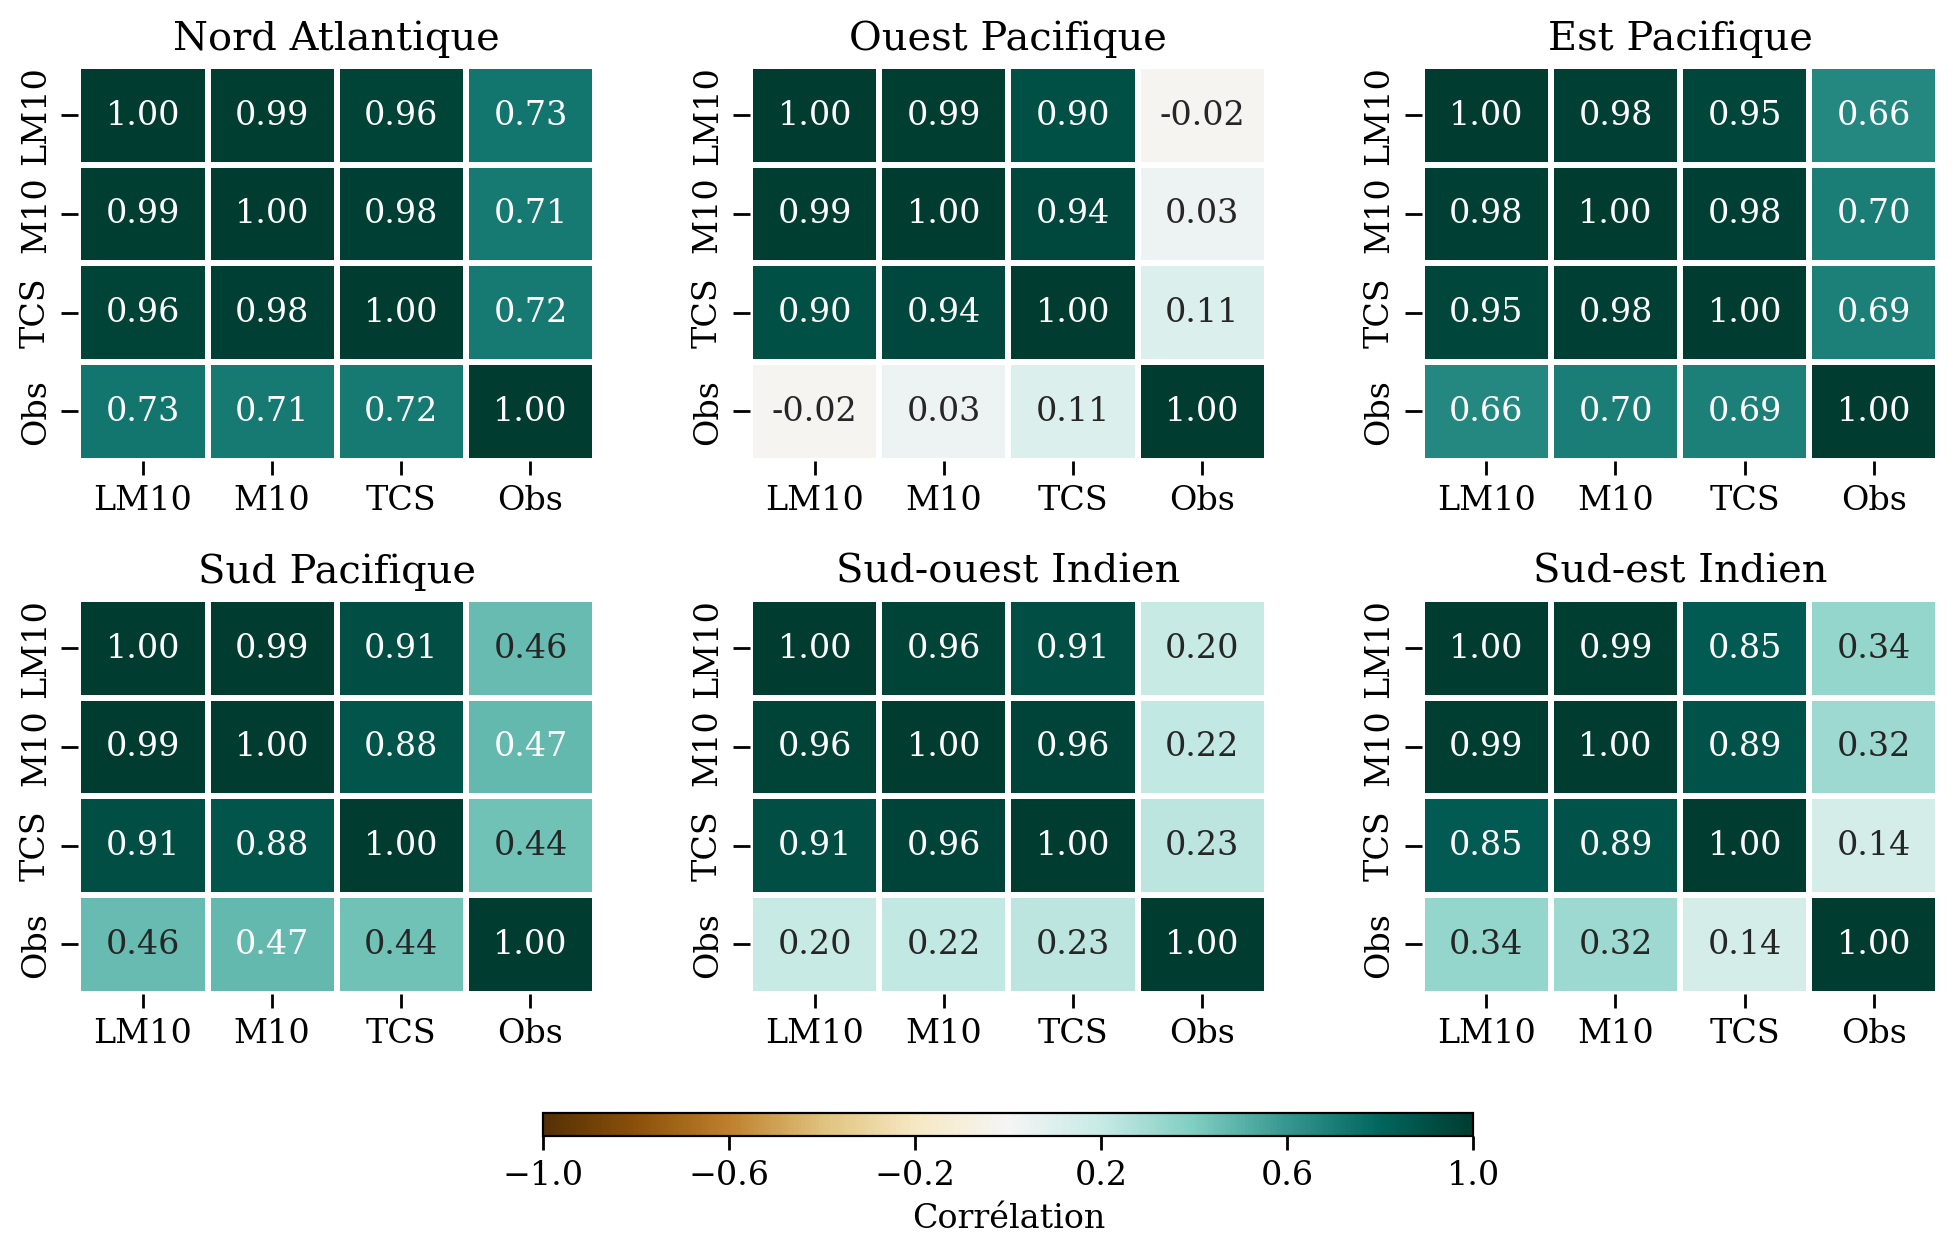 Nord Atlantique
LM10 1.00 0.99 0.96 0.73
M10 0.99 1.00 0.98 0.71
TCS 0.96 0.98 1.00 0.72
Obs 0.73 0.71 0.72 1.00
LM10 M10 TCS Obs
Ouest Pacifique
LM10 1.00 0.99 0.90 -0.02
M10 0.99 1.00 0.94 0.03
TCS 0.90 0.94 1.00 0.11
Obs -0.02 0.03 0.11 1.00
LM10 M10 TCS Obs
Est Pacifique
LM10 1.00 0.98 0.95 0.66
M10 0.98 1.00 0.98 0.70
TCS 0.95 0.98 1.00 0.69
Obs 0.66 0.70 0.69 1.00
LM10 M10 TCS Obs
Sud Pacifique
LM10 1.00 0.99 0.91 0.46
M10 0.99 1.00 0.88 0.47
TCS 0.91 0.88 1.00 0.44
Obs 0.46 0.47 0.44 1.00
LM10 M10 TCS Obs
Sud-ouest Indien
LM10 1.00 0.96 0.91 0.20
M10 0.96 1.00 0.96 0.22
TCS 0.91 0.96 1.00 0.23
Obs 0.20 0.22 0.23 1.00
LM10 M10 TCS Obs
Sud-est Indien
LM10 1.00 0.99 0.85 0.34
M10 0.99 1.00 0.89 0.32
TCS 0.85 0.89 1.00 0.14
Obs 0.34 0.32 0.14 1.00
LM10 M10 TCS Obs
−1.0 −0.6 −0.2 0.2 0.6 1.0
Corrélation